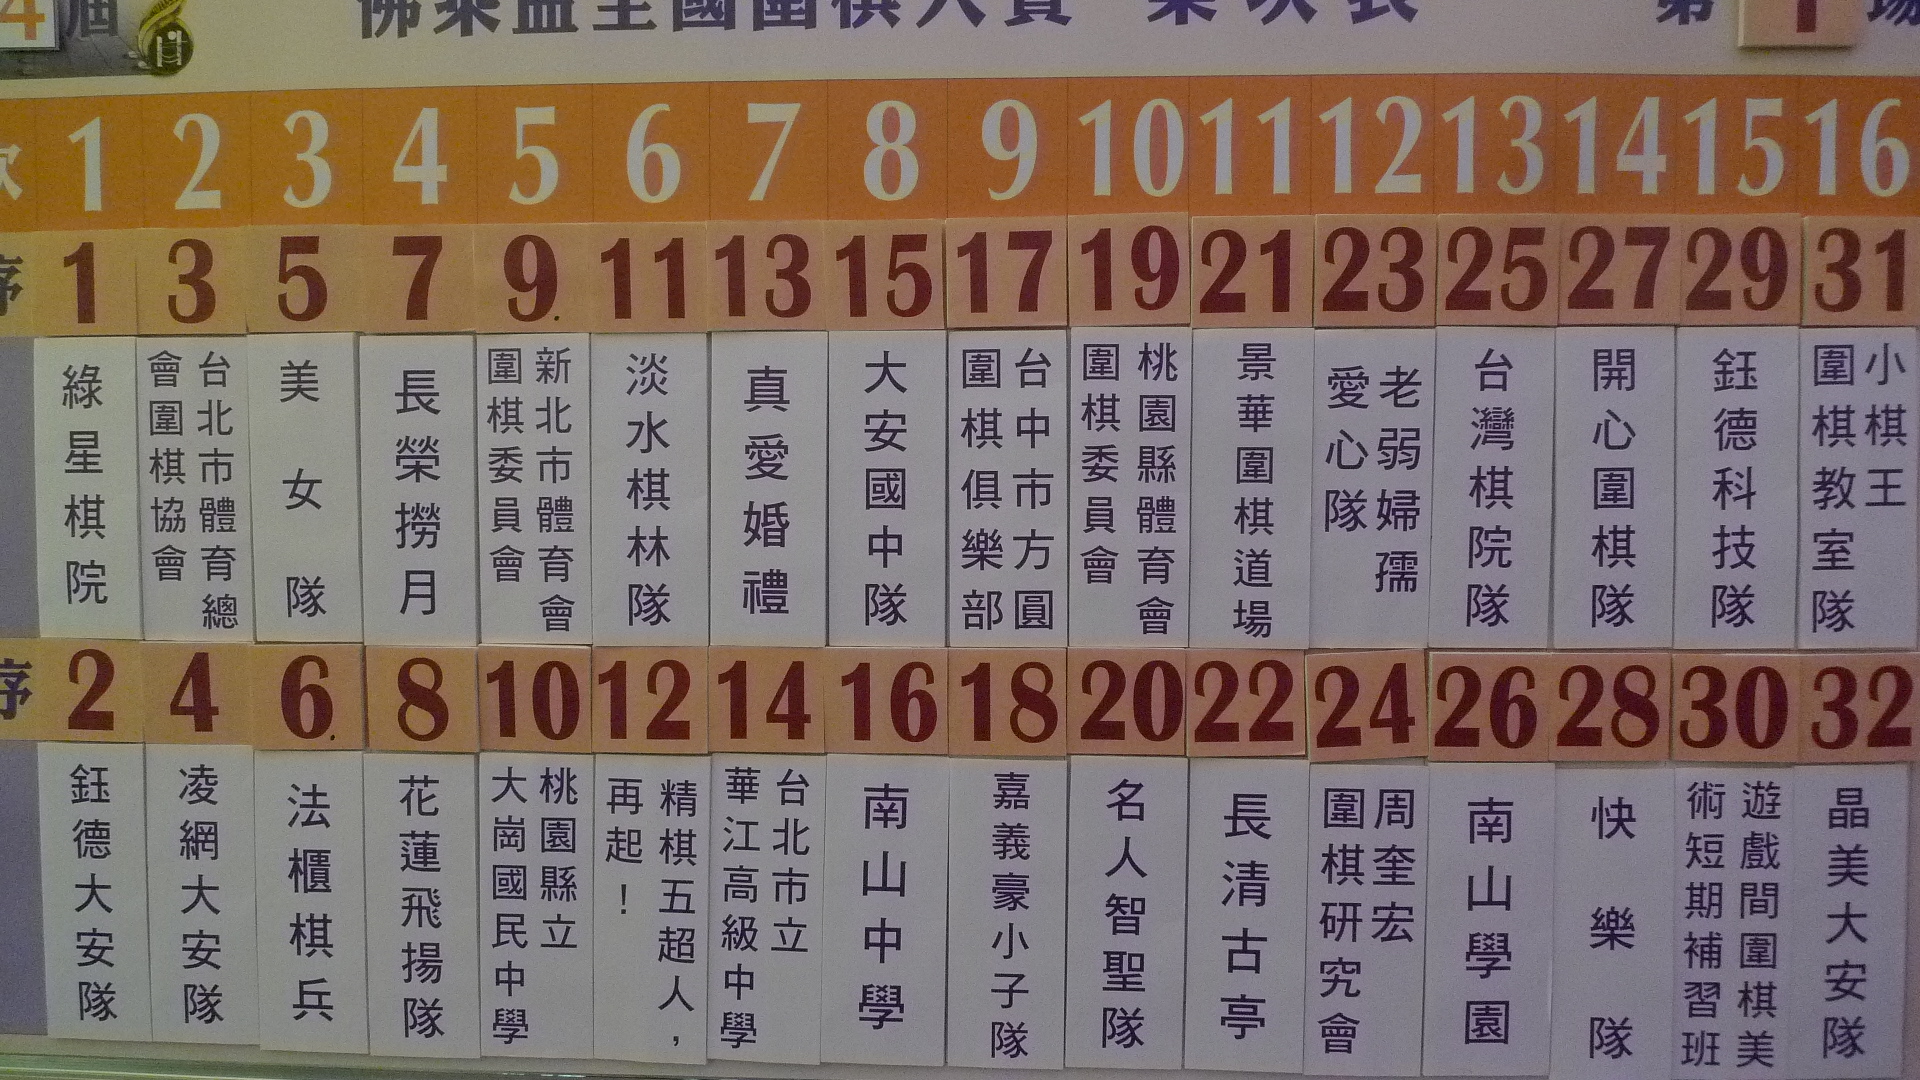 4屆 佛乘盃全國圍棋大賽 桌次表 第1場
次 1 2 3 4 5 6 7 8 9 10 11 12 13 14 15 16
序 1 3 5 7 9 11 13 15 17 19 21 23 25 27 29 31
綠星棋院
台北市體育總
會圍棋協會
美女隊
長榮撈月
新北市體育會
圍棋委員會
淡水棋林隊
真愛婚禮
大安國中隊
台中市方圓
圍棋俱樂部
桃園縣體育會
圍棋委員會
景華圍棋道場
老弱婦孺
愛心隊
台灣棋院隊
開心圍棋隊
鈺德科技隊
小棋王
圍棋教室隊
序 2 4 6 8 10 12 14 16 18 20 22 24 26 28 30 32
鈺德大安隊
凌網大安隊
法櫃棋兵
花蓮飛揚隊
桃園縣立
大崗國民中學
精棋五超人，
再起！
台北市立
華江高級中學
南山中學
嘉義豪小子隊
名人智聖隊
長清古亭
周奎宏
圍棋研究會
南山學園
快樂隊
遊戲間圍棋美
術短期補習班
晶美大安隊